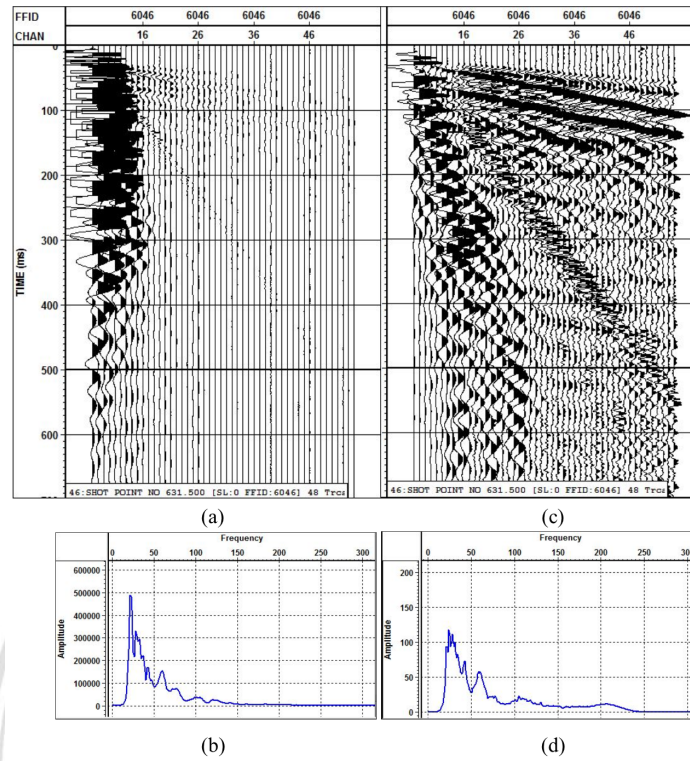 FFID 6046 6046 6046 6046 6046 6046 6046 6046
CHAN 16 26 36 46 16 26 36 46
0
100
200
300
400
500
600
TIME (ms)
46:SHOT POINT NO 631.500 [SL:0 FFID:6046] 48 Trcs
46:SHOT POINT NO 631.500 [SL:0 FFID:6046] 48 Trcs
(a) (c)
Frequency
0 50 100 150 200 250 300
600000
500000
400000
300000
200000
100000
0
Amplitude
Frequency
0 50 100 150 200 250 300
200
150
100
50
0
Amplitude
(b) (d)